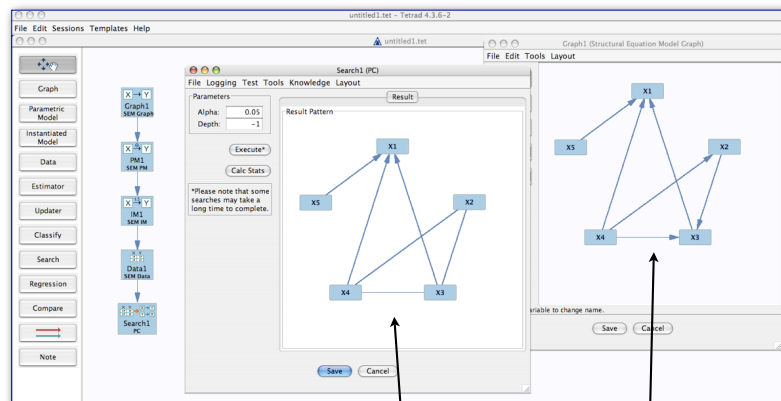 untitled1.tet - Tetrad 4.3.6-2
File Edit Sessions Templates Help
untitled1.tet
Graph
Parametric
Model
Instantiated
Model
Data
Estimator
Updater
Classify
Search
Regression
Compare
Note
X → Y
Graph1
SEM Graph
X → Y
PM1
SEM PM
X → Y
IM1
SEM IM
Data1
SEM Data
Search1
PC
Search1 (PC)
File Logging Test Tools Knowledge Layout
Parameters
Alpha: 0.05
Depth: -1
Execute*
Calc Stats
*Please note that some
searches may take a
long time to complete.
Result
Result Pattern
X1
X5
X2
X4
X3
Save
Cancel
Graph1 (Structural Equation Model Graph)
File Edit Tools Layout
X1
X5
X2
X4
X3
ariable to change name.
Save
Cancel